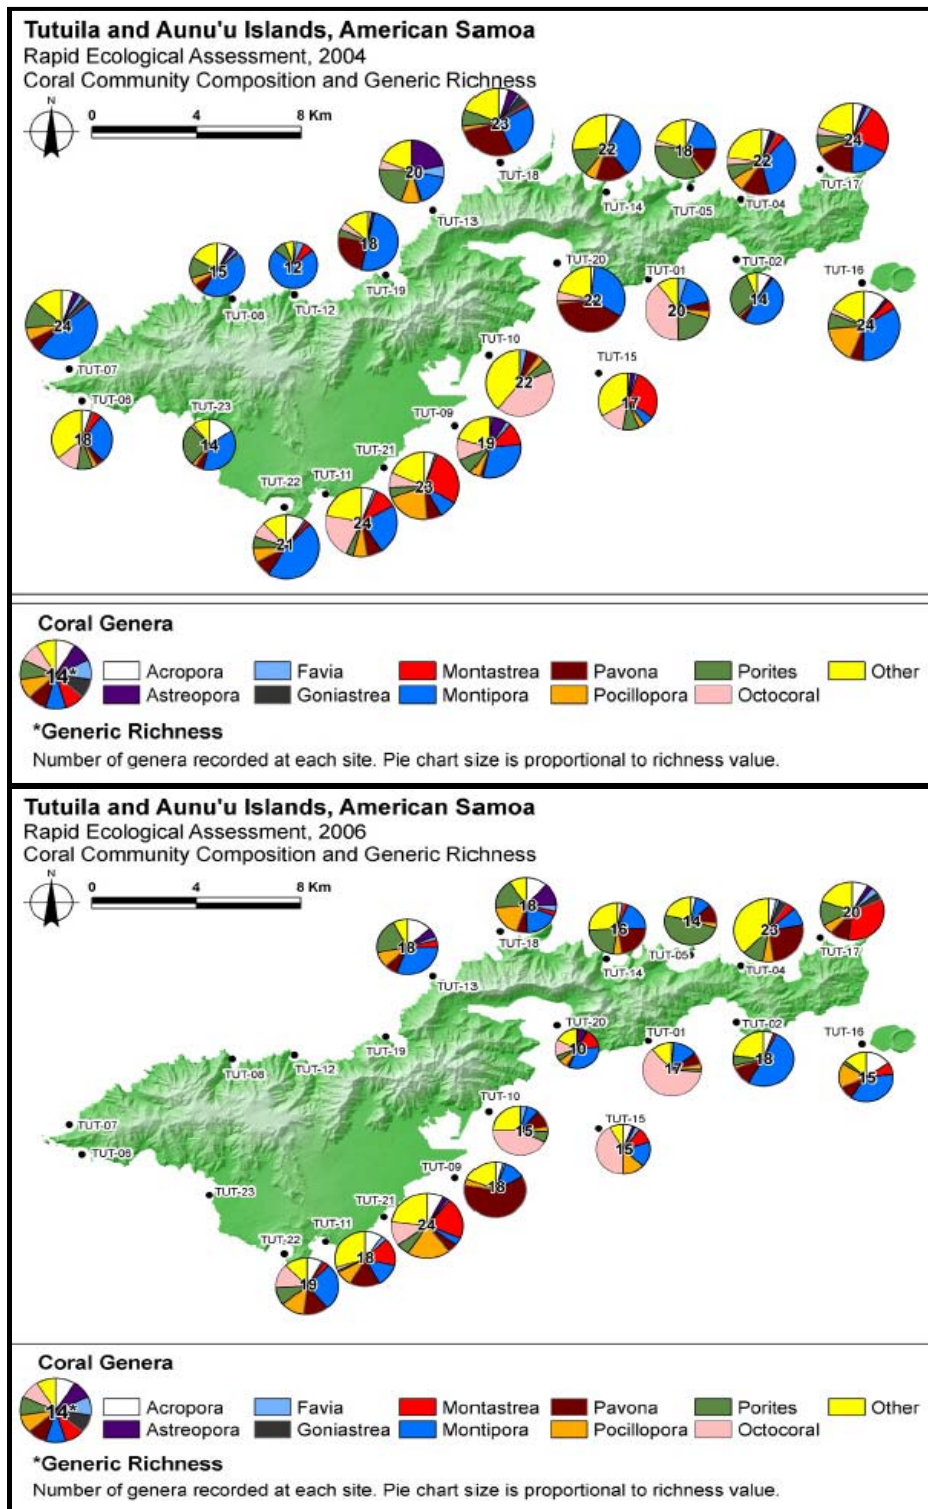 Tutuila and Aunu'u Islands, American Samoa
Rapid Ecological Assessment, 2004
Coral Community Composition and Generic Richness
N
0 4 8 Km
23
TUT-18
22
TUT-14
18
TUT-05
22
TUT-04
24
TUT-17
20
TUT-13
18
TUT-19
12
TUT-12
15
TUT-08
24
TUT-07
TUT-06
18
TUT-23
14
TUT-20
22
TUT-01
20
TUT-02
14
TUT-16
24
TUT-10
22
TUT-15
17
TUT-09
19
TUT-21
23
TUT-11
24
TUT-22
21
Coral Genera
14*
Acropora Favia Montastrea Pavona Porites Other
Astreopora Goniastrea Montipora Pocillopora Octocoral
*Generic Richness
Number of genera recorded at each site. Pie chart size is proportional to richness value.
Tutuila and Aunu'u Islands, American Samoa
Rapid Ecological Assessment, 2006
Coral Community Composition and Generic Richness
N
0 4 8 Km
18
TUT-18
16
TUT-14
14
TUT-05
23
TUT-04
20
TUT-17
18
TUT-13
TUT-19
TUT-12
TUT-08
TUT-07
TUT-06
TUT-23
TUT-20
10
TUT-01
17
TUT-02
18
TUT-16
15
TUT-10
15
TUT-15
15
TUT-09
18
TUT-21
24
TUT-11
18
TUT-22
19
Coral Genera
14*
Acropora Favia Montastrea Pavona Porites Other
Astreopora Goniastrea Montipora Pocillopora Octocoral
*Generic Richness
Number of genera recorded at each site. Pie chart size is proportional to richness value.